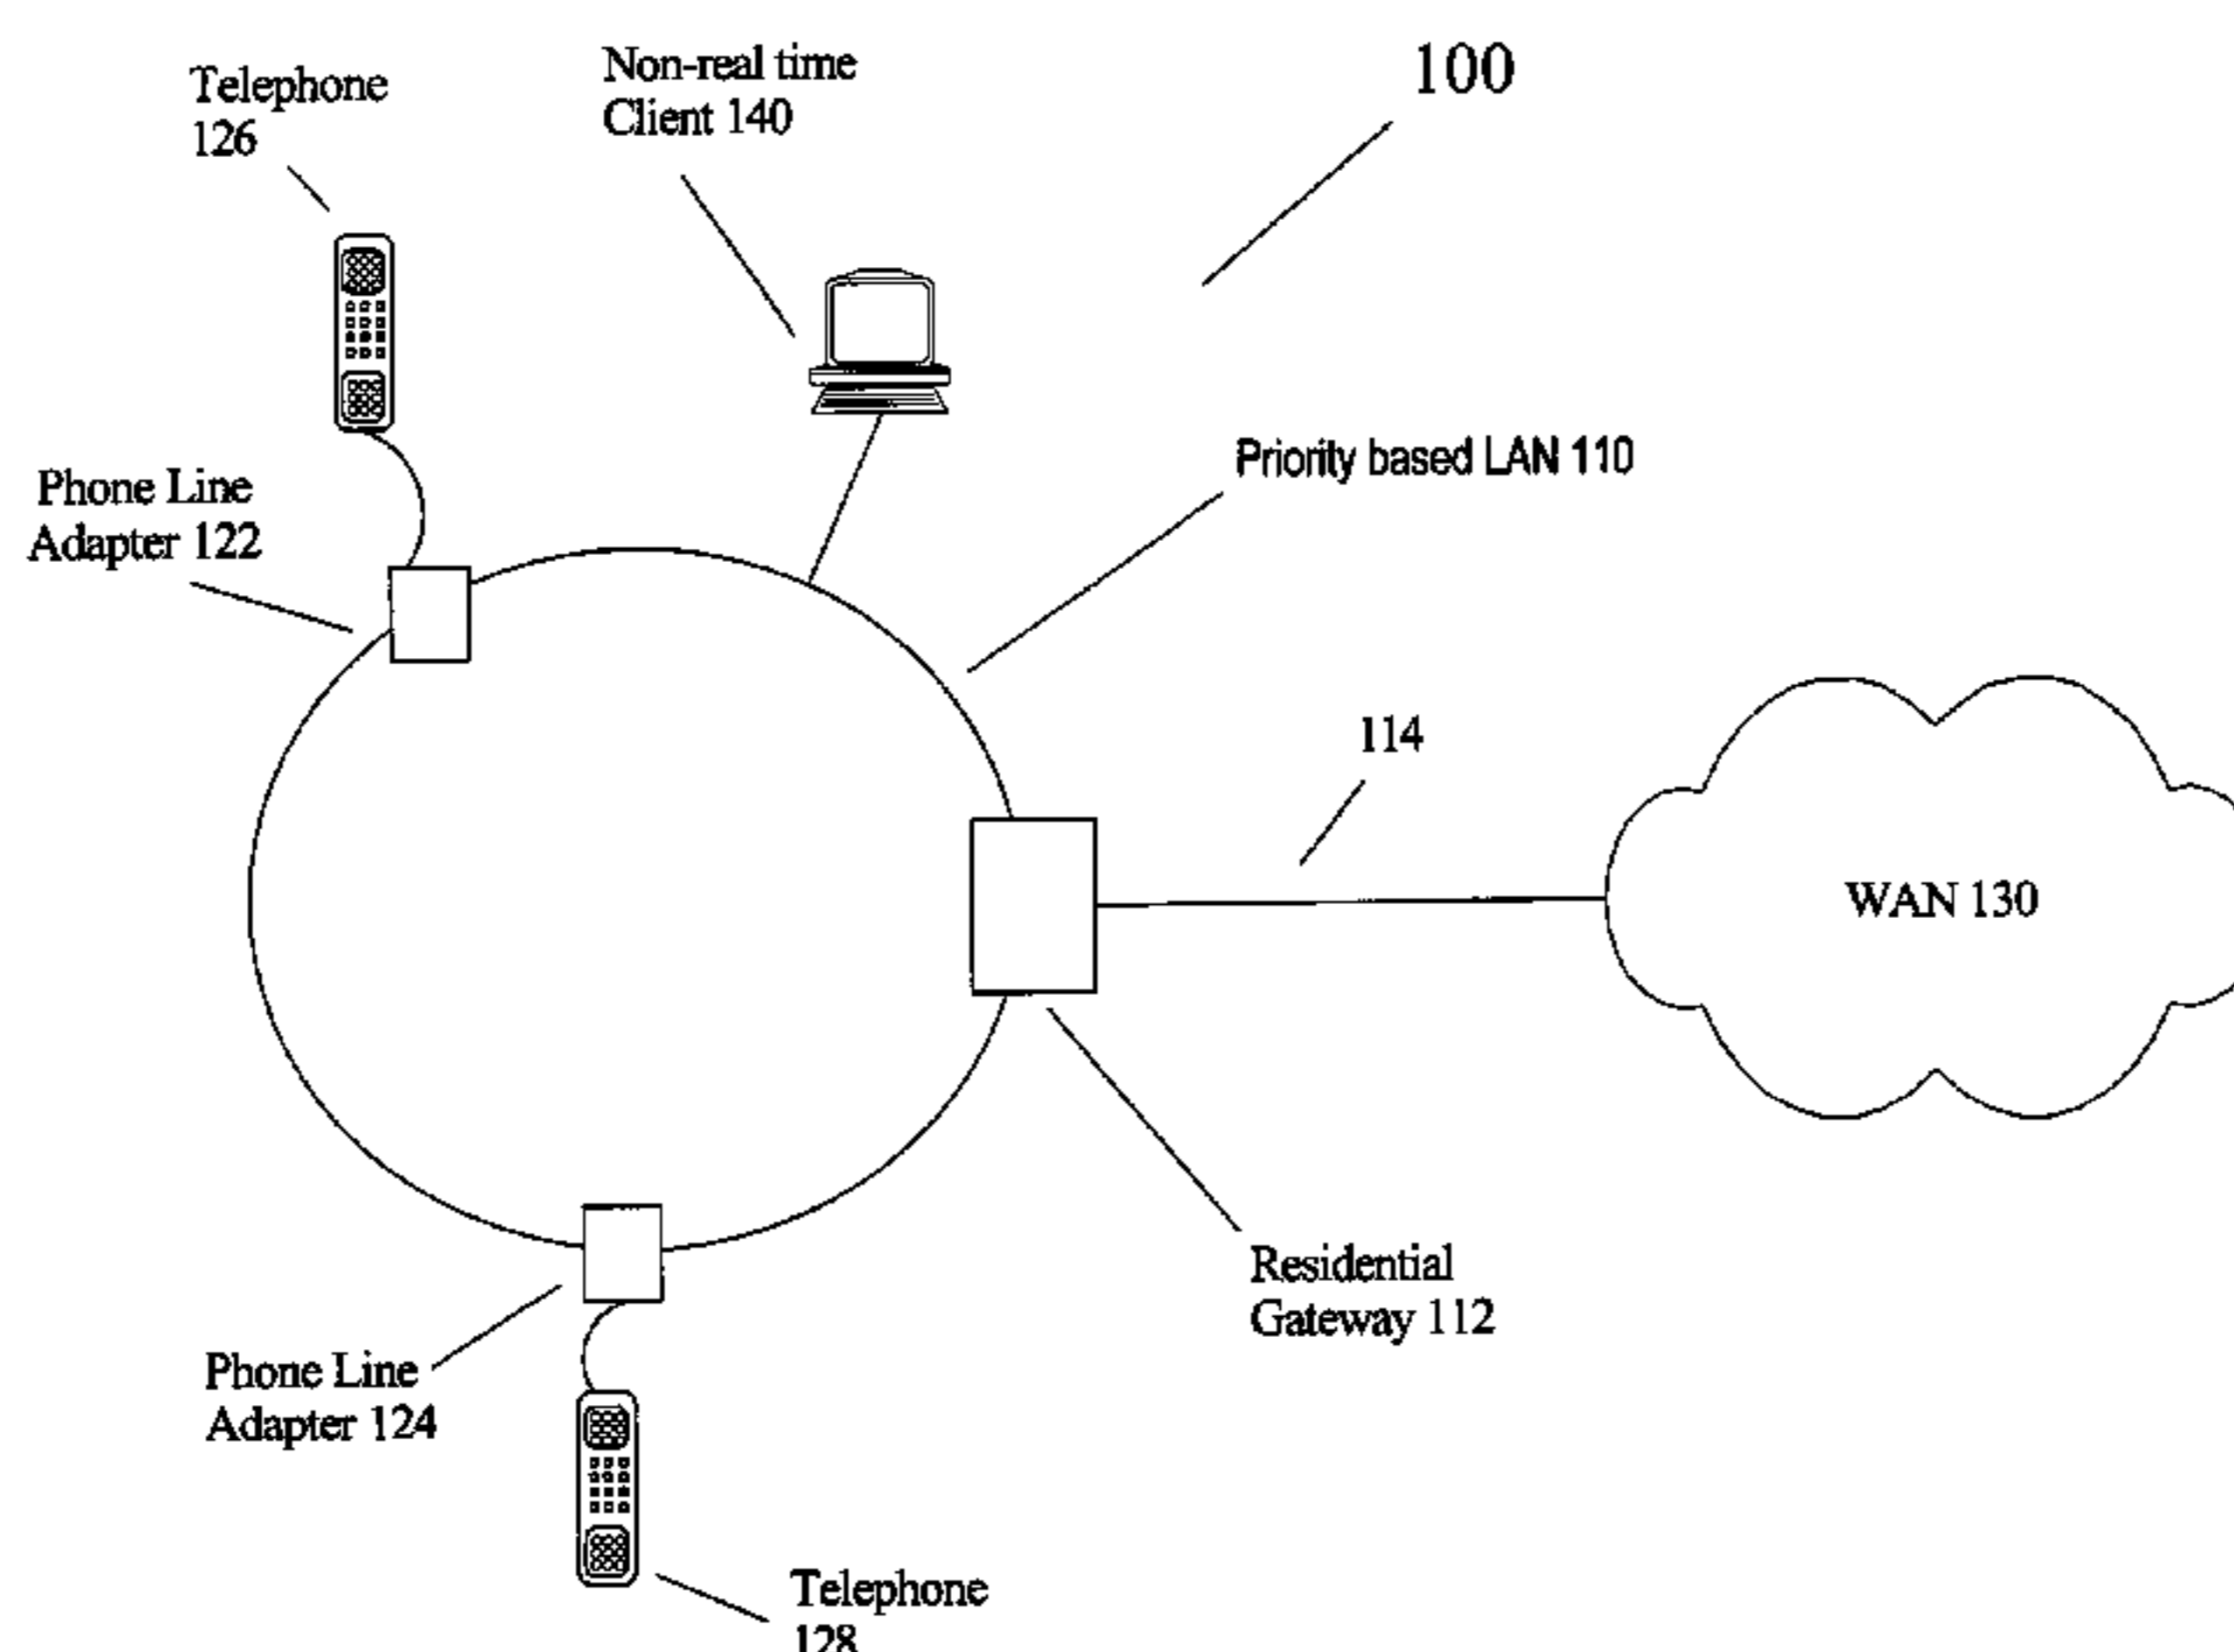 Telephone
126
Non-real time
Client 140
100
Phone Line
Adapter 122
Priority based LAN 110
114
WAN 130
Residential
Gateway 112
Phone Line
Adapter 124
Telephone
128